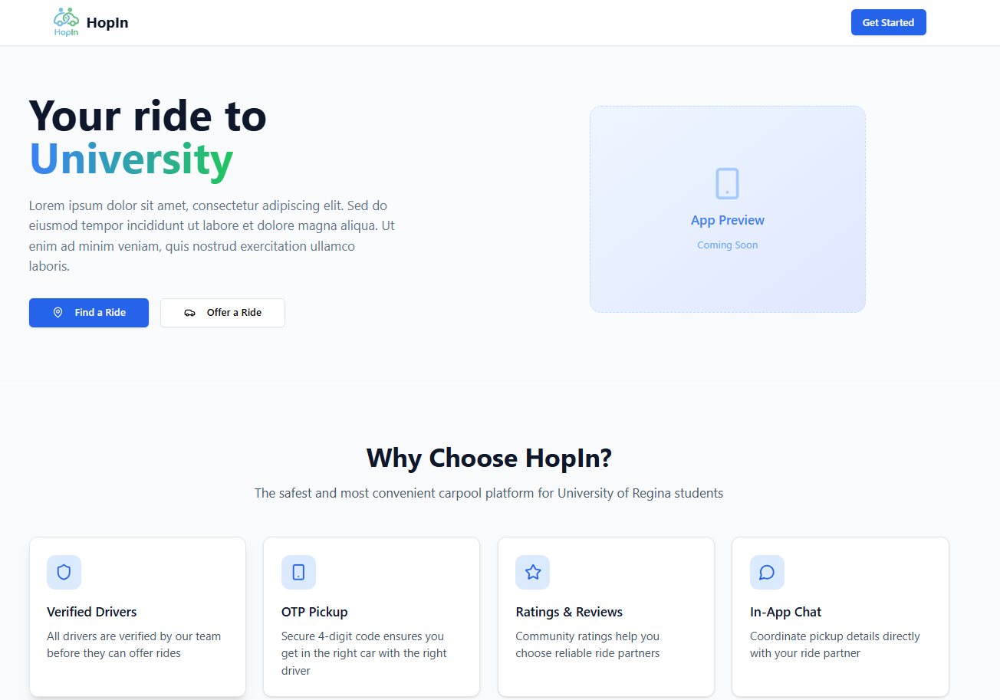 HopIn
HopIn
Get Started
Your ride to
University
Lorem ipsum dolor sit amet, consectetur adipiscing elit. Sed do
eiusmod tempor incididunt ut labore et dolore magna aliqua. Ut
enim ad minim veniam, quis nostrud exercitation ullamco
laboris.
Find a Ride
Offer a Ride
App Preview
Coming Soon
Why Choose HopIn?
The safest and most convenient carpool platform for University of Regina students
Verified Drivers
All drivers are verified by our team
before they can offer rides
OTP Pickup
Secure 4-digit code ensures you
get in the right car with the right
driver
Ratings & Reviews
Community ratings help you
choose reliable ride partners
In-App Chat
Coordinate pickup details directly
with your ride partner